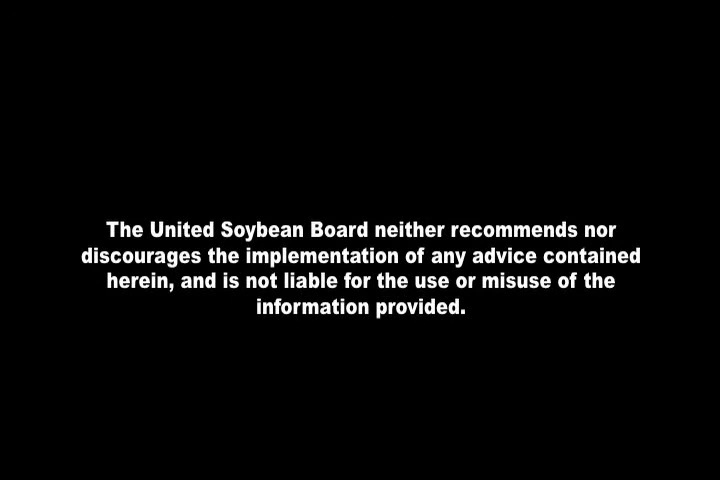 The United Soybean Board neither recommends nor
discourages the implementation of any advice contained
herein, and is not liable for the use or misuse of the
information provided.